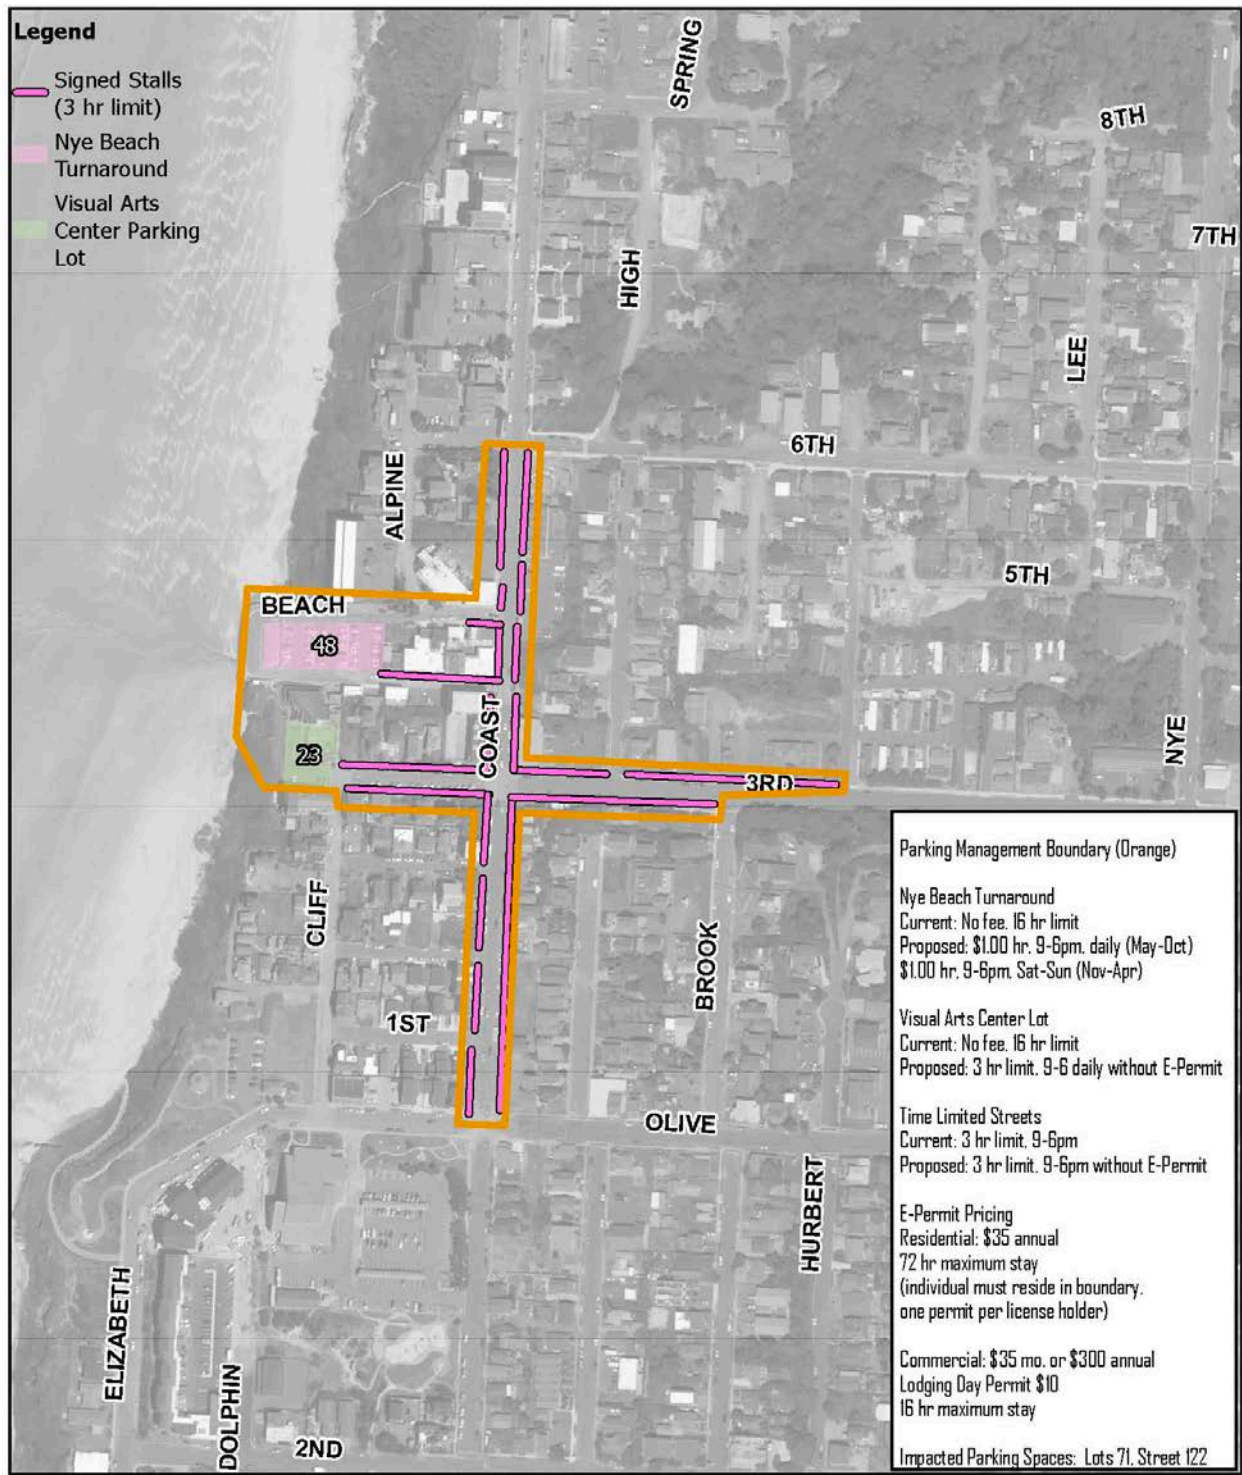 Legend
Signed Stalls
(3 hr limit)
Nye Beach
Turnaround
Visual Arts
Center Parking
Lot
SPRING
8TH
7TH
HIGH
LEE
6TH
ALPINE
5TH
BEACH
48
COAST
NYE
23
3RD
CLIFF
BROOK
1ST
OLIVE
HURBERT
ELIZABETH
DOLPHIN
2ND
Parking Management Boundary (Orange)
Nye Beach Turnaround
Current: No fee, 16 hr limit
Proposed: $1.00 hr, 9-6pm, daily (May-Oct)
$1.00 hr, 9-6pm, Sat-Sun (Nov-Apr)
Visual Arts Center Lot
Current: No fee, 16 hr limit
Proposed: 3 hr limit, 9-6 daily without E-Permit
Time Limited Streets
Current: 3 hr limit, 9-6pm
Proposed: 3 hr limit, 9-6pm without E-Permit
E-Permit Pricing
Residential: $35 annual
72 hr maximum stay
(individual must reside in boundary,
one permit per license holder)
Commercial: $35 mo. or $300 annual
Lodging Day Permit $10
16 hr maximum stay
Impacted Parking Spaces: Lots 71, Street 122